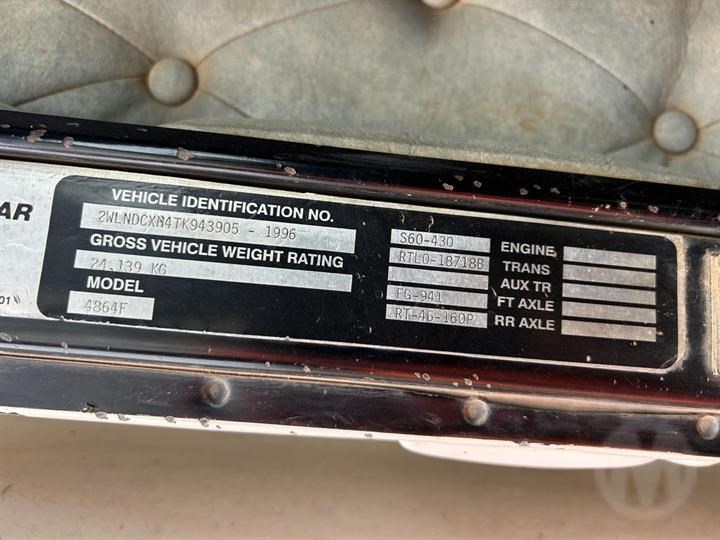 VEHICLE IDENTIFICATION NO.
2WLNDCXN4TK943905 - 1996
GROSS VEHICLE WEIGHT RATING
24,139 KG
MODEL
4864F
S60-430 ENGINE
RTLO-18718B TRANS
AUX TR
FG-941 FT AXLE
RT-46-160P RR AXLE
AR
01
M